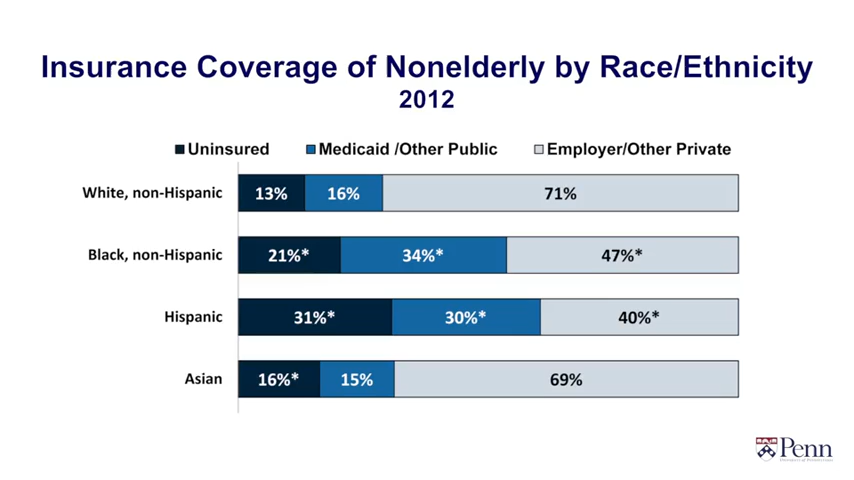 Insurance Coverage of Nonelderly by Race/Ethnicity
2012
Uninsured Medicaid /Other Public Employer/Other Private
White, non-Hispanic 13% 16% 71%
Black, non-Hispanic 21%* 34%* 47%*
Hispanic 31%* 30%* 40%*
Asian 16%* 15% 69%
Penn